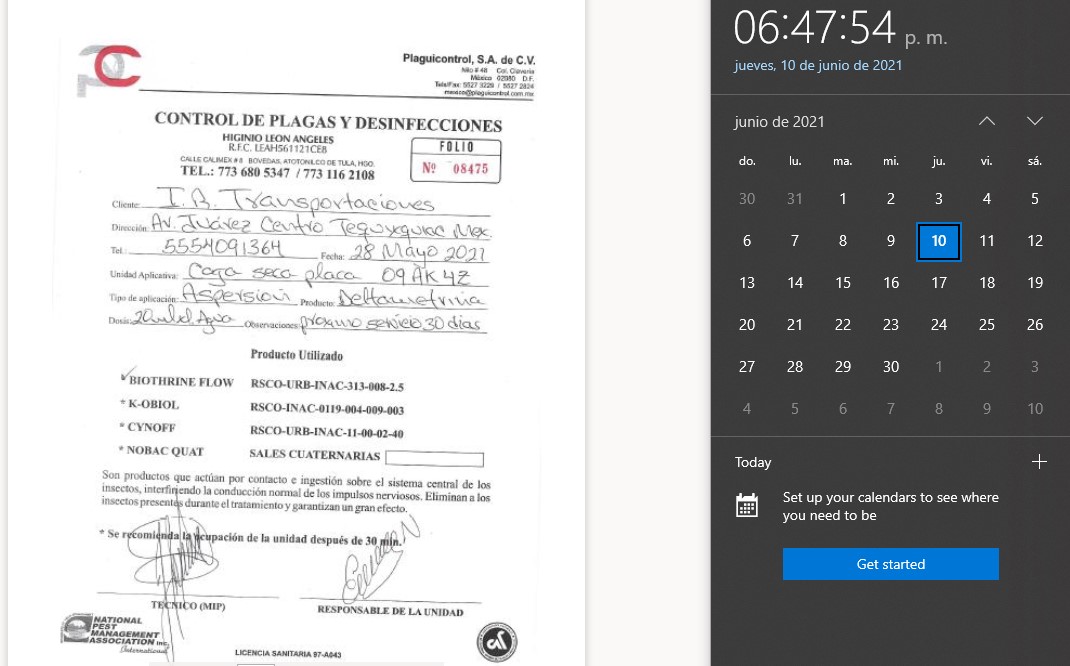 Plaguicontrol, S.A. de C.V.
Nilo # 48 Col. Clavería
México 02080 D.F.
Tels/Fax: 5527 3229 / 5527 2824
mexico@plaguicontrol.com.mx
CONTROL DE PLAGAS Y DESINFECCIONES
HIGINIO LEON ANGELES
R.F.C. LEAH561121CE8
CALLE CALIMEX # 8 BOVEDAS, ATOTONILCO DE TULA, HGO.
TEL.: 773 680 5347 / 773 116 2108
FOLIO
Nº 08475
Cliente: I.B. Transportaciones
Dirección: Av. Juárez Centro Tequixquiac Mex.
Tel.: 5554091364 Fecha: 28 Mayo 2021
Unidad Aplicativa: Caja seca placa 09 AK 4Z
Tipo de aplicación: Aspersion Producto: Deltametrina
Dosis: Agua Observaciones proximo servicio 30 dias
Producto Utilizado
BIOTHRINE FLOW RSCO-URB-INAC-313-008-2.5
* K-OBIOL RSCO-INAC-0119-004-009-003
* CYNOFF RSCO-URB-INAC-11-00-02-40
* NOBAC QUAT SALES CUATERNARIAS
Son productos que actúan por contacto e ingestión sobre el sistema central de los
insectos, interfiriendo la conducción normal de los impulsos nerviosos. Eliminan a los
insectos presentes durante el tratamiento y garantizan un gran efecto.
* Se recomienda la ocupación de la unidad después de 30 min.
TECNICO (MIP)
RESPONSABLE DE LA UNIDAD
NATIONAL
PEST
MANAGEMENT
ASSOCIATION Inc.
International
LICENCIA SANITARIA 97-A043
06:47:54 p. m.
jueves, 10 de junio de 2021
junio de 2021
do. lu. ma. mi. ju. vi. sá.
30 31 1 2 3 4 5
6 7 8 9 10 11 12
13 14 15 16 17 18 19
20 21 22 23 24 25 26
27 28 29 30 1 2 3
4 5 6 7 8 9 10
Today
Set up your calendars to see where
you need to be
Get started